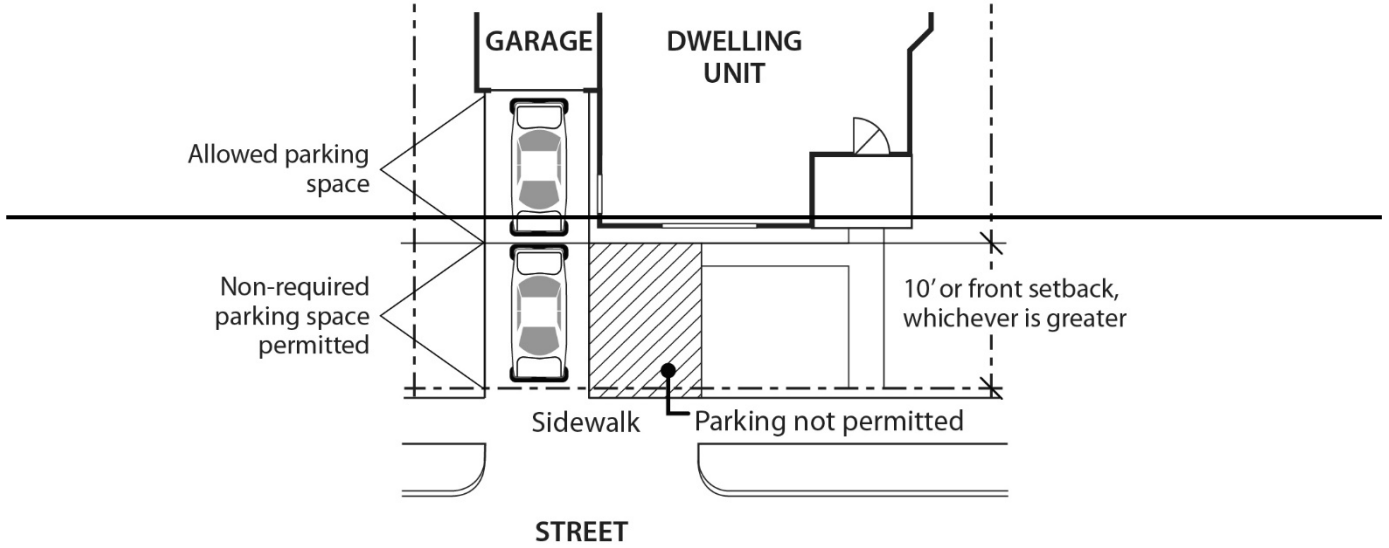 GARAGE
DWELLING
UNIT
Allowed parking
space
Non-required
parking space
permitted
10’ or front setback,
whichever is greater
Sidewalk
Parking not permitted
STREET